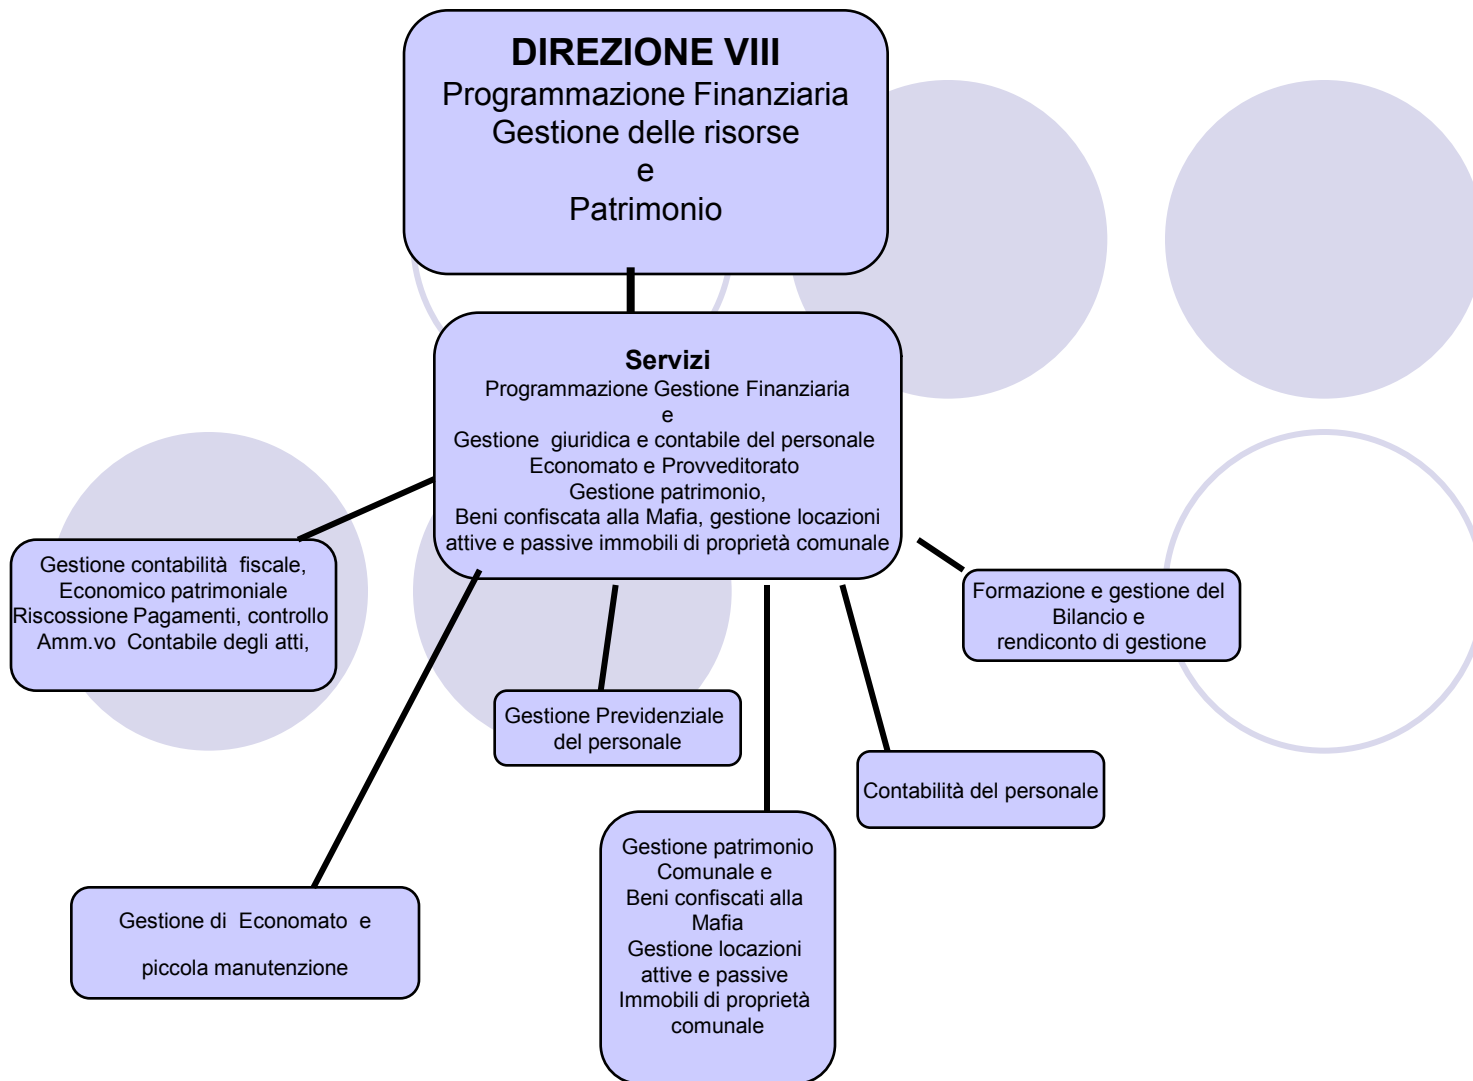 DIREZIONE VIII
Programmazione Finanziaria
Gestione delle risorse
e
Patrimonio
Servizi
Programmazione Gestione Finanziaria
e
Gestione giuridica e contabile del personale
Economato e Provveditorato
Gestione patrimonio,
Beni confiscata alla Mafia, gestione locazioni
attive e passive immobili di proprietà comunale
Gestione contabilità fiscale,
Economico patrimoniale
Riscossione Pagamenti, controllo
Amm.vo Contabile degli atti,
Formazione e gestione del
Bilancio e
rendiconto di gestione
Gestione Previdenziale
del personale
Contabilità del personale
Gestione di Economato e
piccola manutenzione
Gestione patrimonio
Comunale e
Beni confiscati alla
Mafia
Gestione locazioni
attive e passive
Immobili di proprietà
comunale